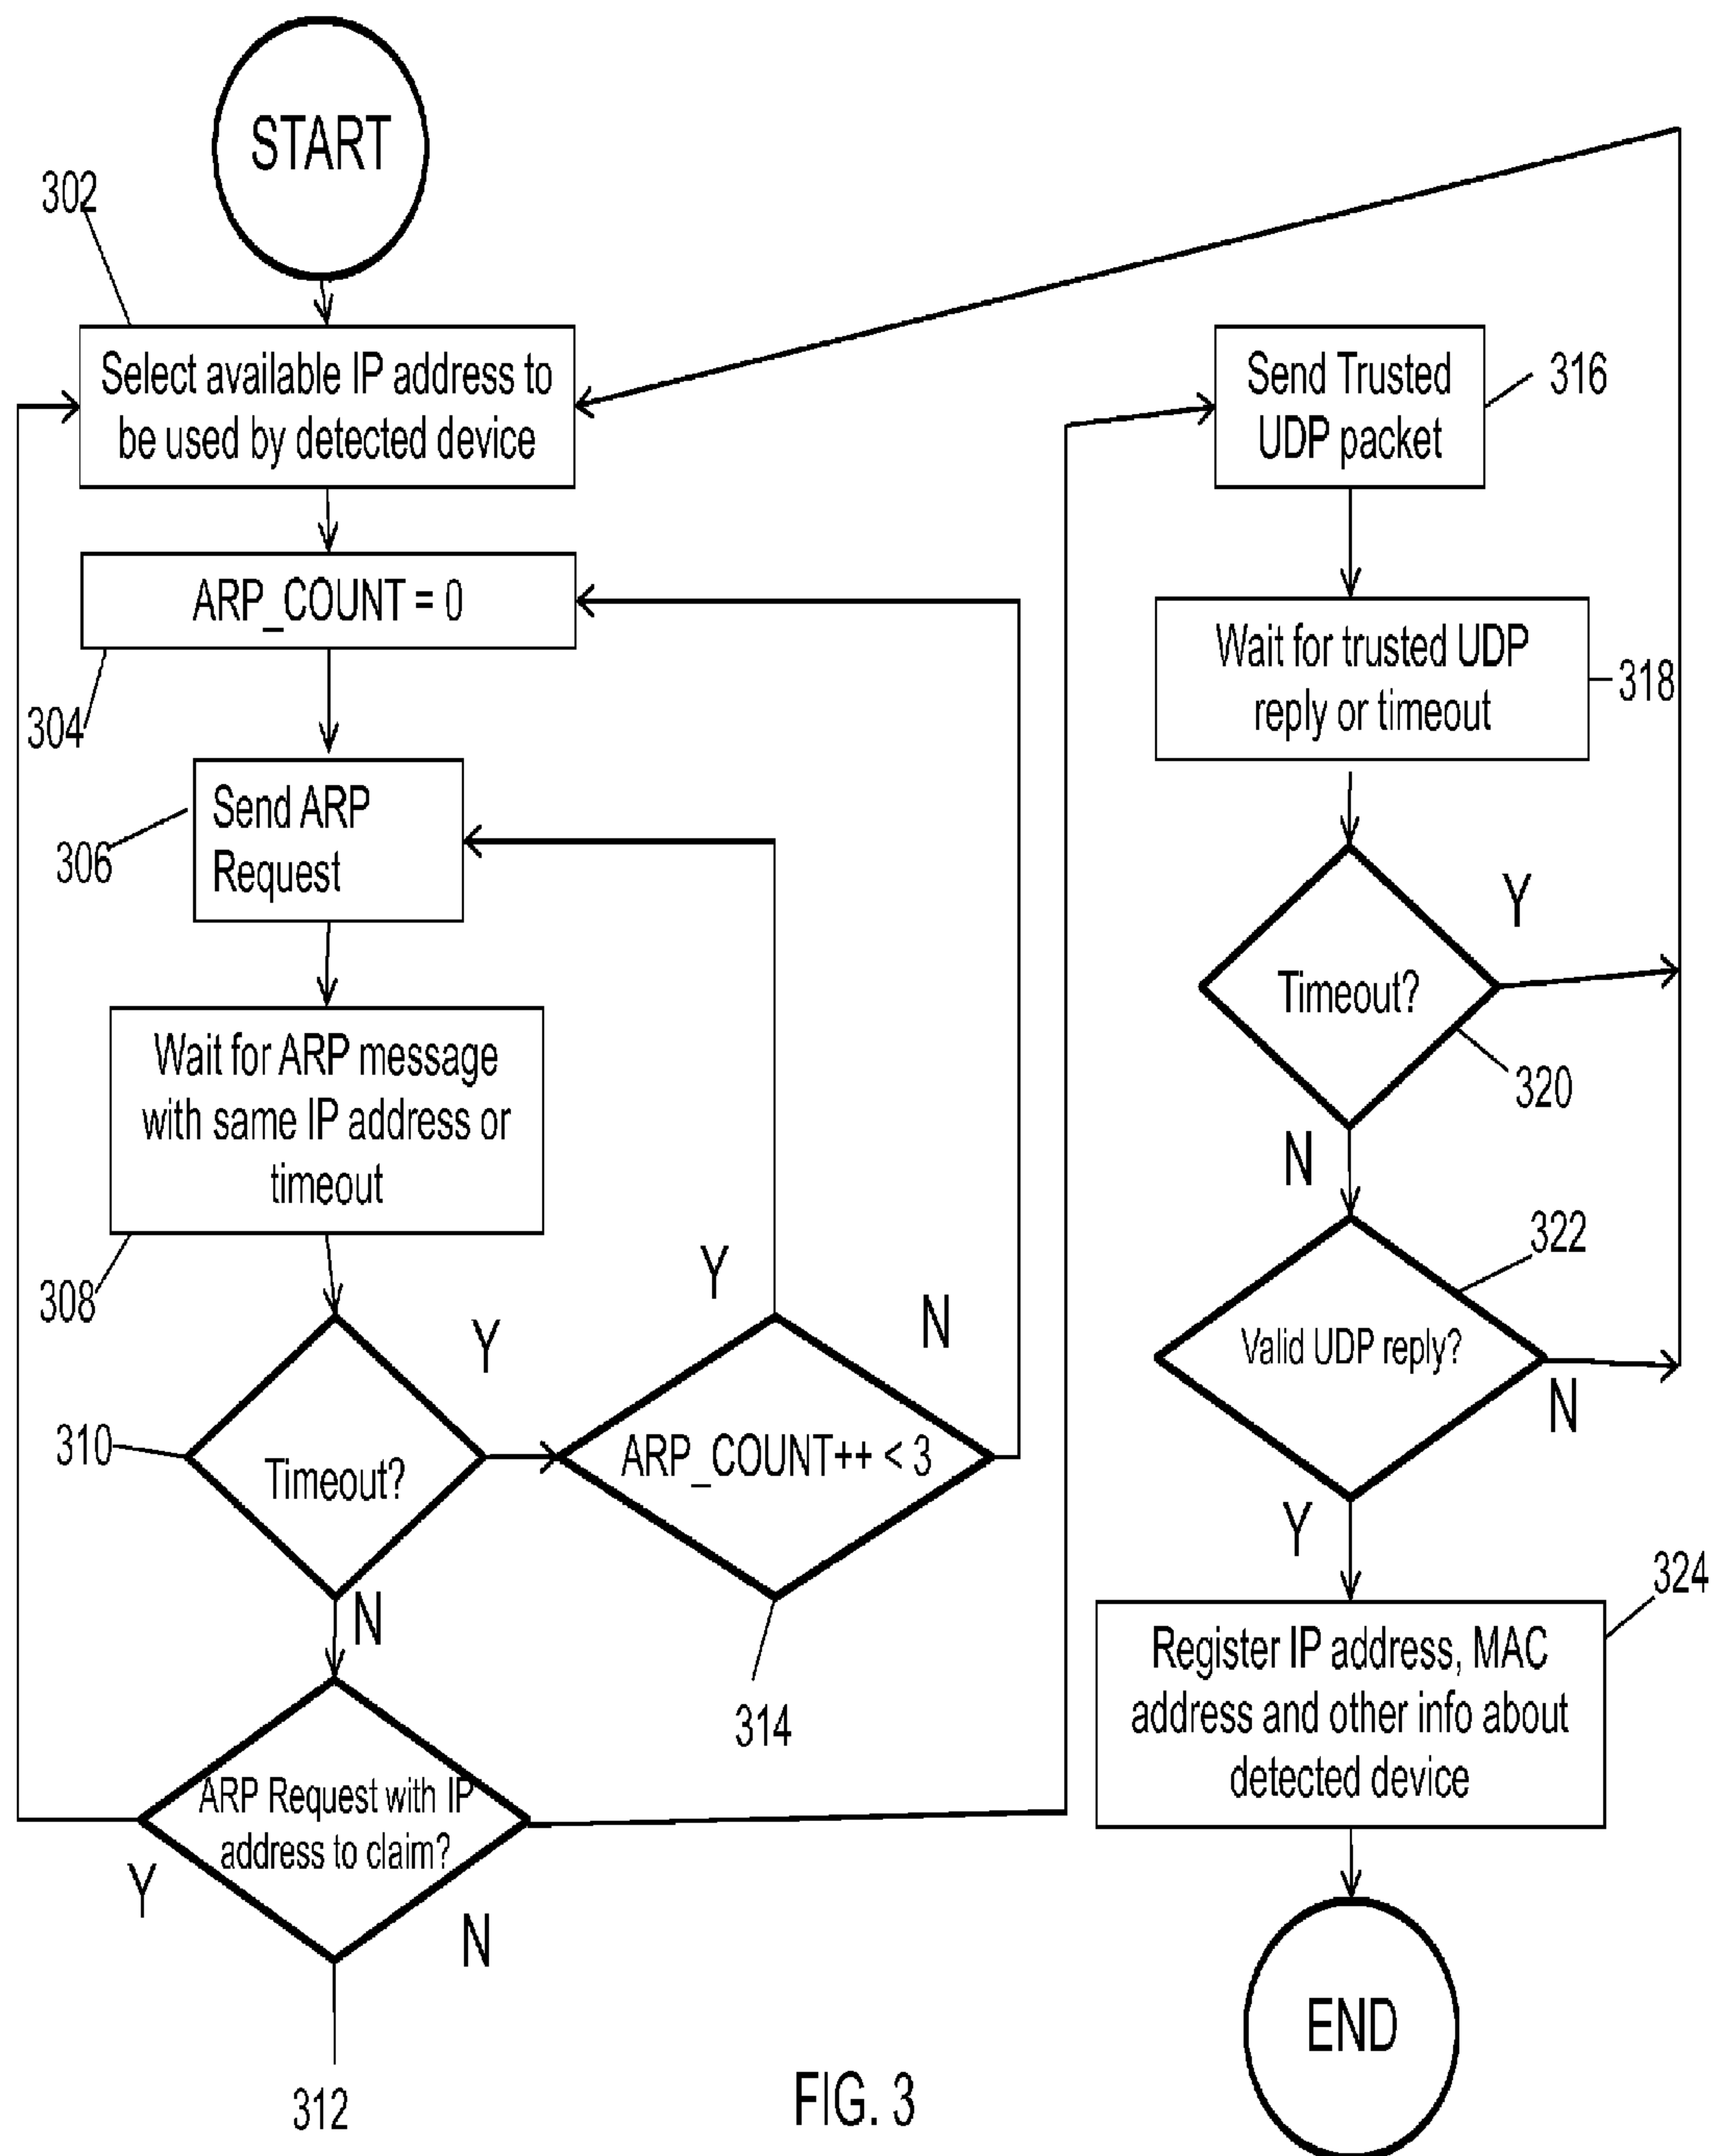 START
302
Select available IP address to
be used by detected device
ARP_COUNT = 0
304
Send ARP
Request
306
Wait for ARP message
with same IP address or
timeout
308
Timeout?
310
Y
N
ARP_COUNT++ < 3
Y
N
314
ARP Request with IP
address to claim?
Y
N
312
Send Trusted
UDP packet
316
Wait for trusted UDP
reply or timeout
318
Timeout?
Y
320
N
Valid UDP reply?
322
N
Y
324
Register IP address, MAC
address and other info about
detected device
END
FIG. 3